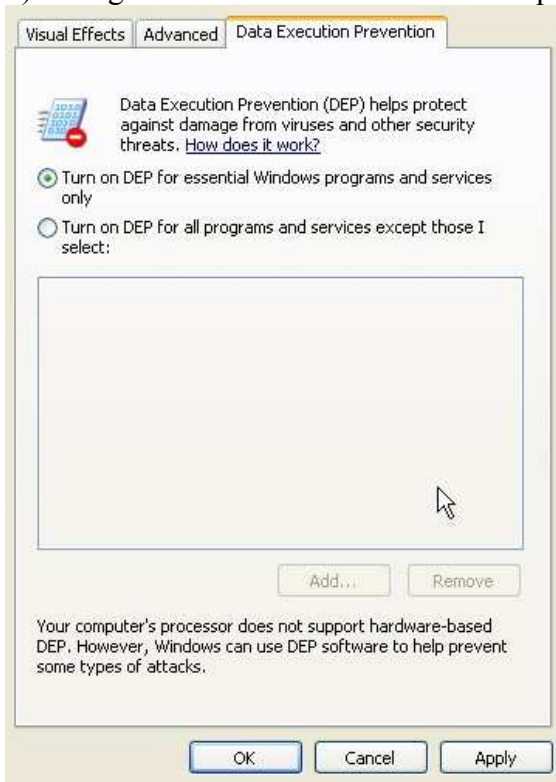 Visual Effects Advanced Data Execution Prevention
Data Execution Prevention (DEP) helps protect
against damage from viruses and other security
threats. How does it work?
Turn on DEP for essential Windows programs and services
only
Turn on DEP for all programs and services except those I
select:
Add... Remove
Your computer's processor does not support hardware-based
DEP. However, Windows can use DEP software to help prevent
some types of attacks.
OK Cancel Apply